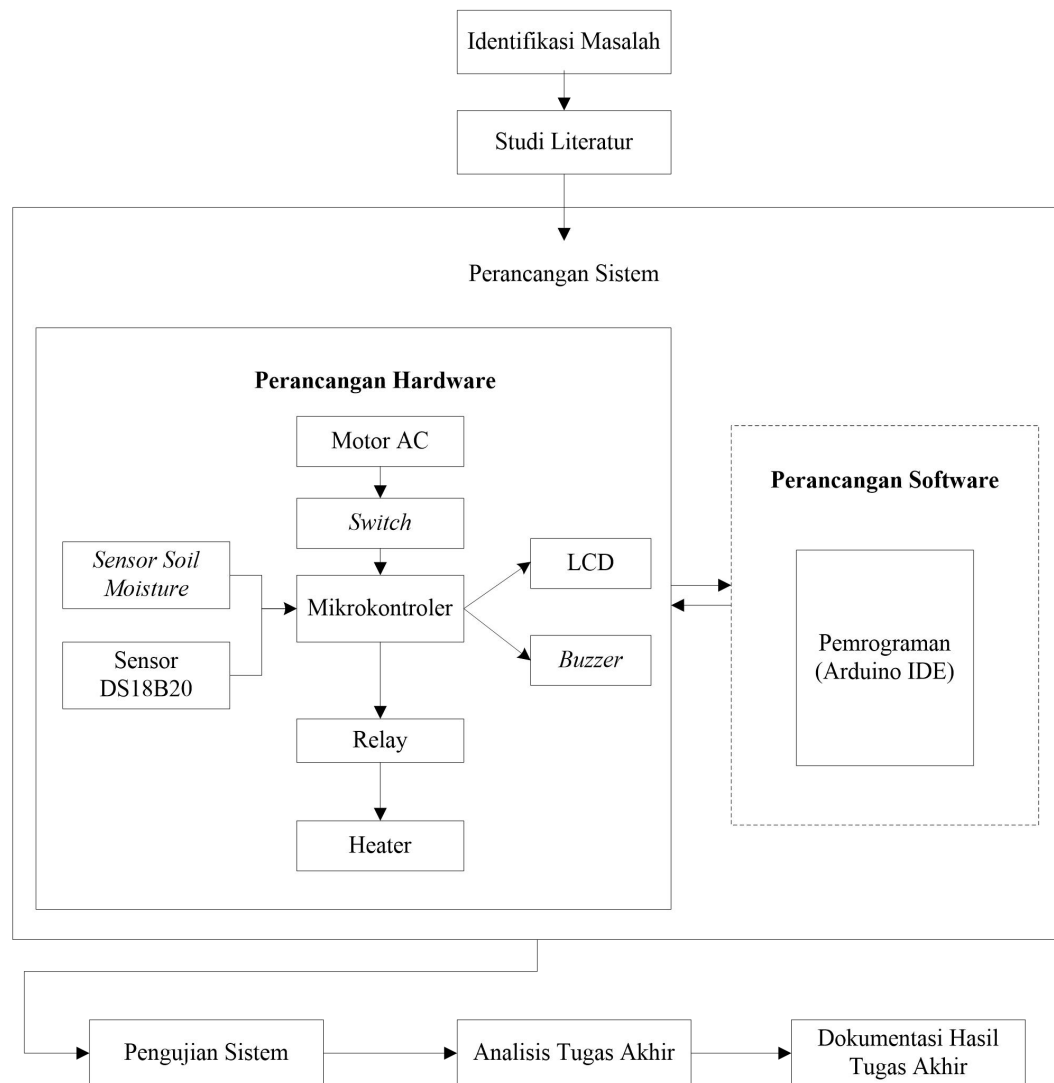 Identifikasi Masalah
Studi Literatur
Perancangan Sistem
Perancangan Hardware
Motor AC
Switch
Sensor Soil
Moisture
Mikrokontroler
Sensor
DS18B20
LCD
Buzzer
Relay
Heater
Perancangan Software
Pemrograman
(Arduino IDE)
Pengujian Sistem
Analisis Tugas Akhir
Dokumentasi Hasil
Tugas Akhir